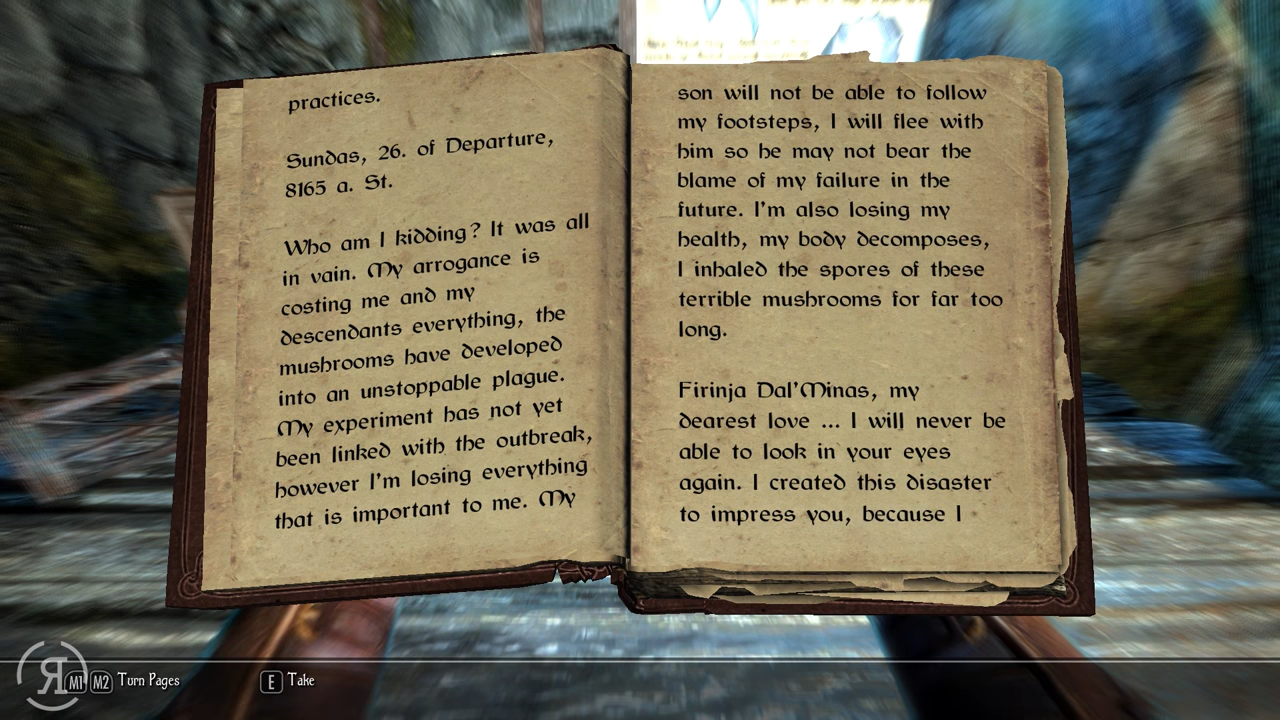 practices.
Sundas, 26. of Departure,
8165 a. St.
Who am I kidding? It was all
in vain. My arrogance is
costing me and my
descendants everything, the
mushrooms have developed
into an unstoppable plague.
My experiment has not yet
been linked with the outbreak,
however I'm losing everything
that is important to me. My
son will not be able to follow
my footsteps, I will flee with
him so he may not bear the
blame of my failure in the
future. I'm also losing my
health, my body decomposes,
I inhaled the spores of these
terrible mushrooms for far too
long.
Firinja Dal'Minas, my
dearest love ... I will never be
able to look in your eyes
again. I created this disaster
to impress you, because I
M1 M2 Turn Pages
E Take